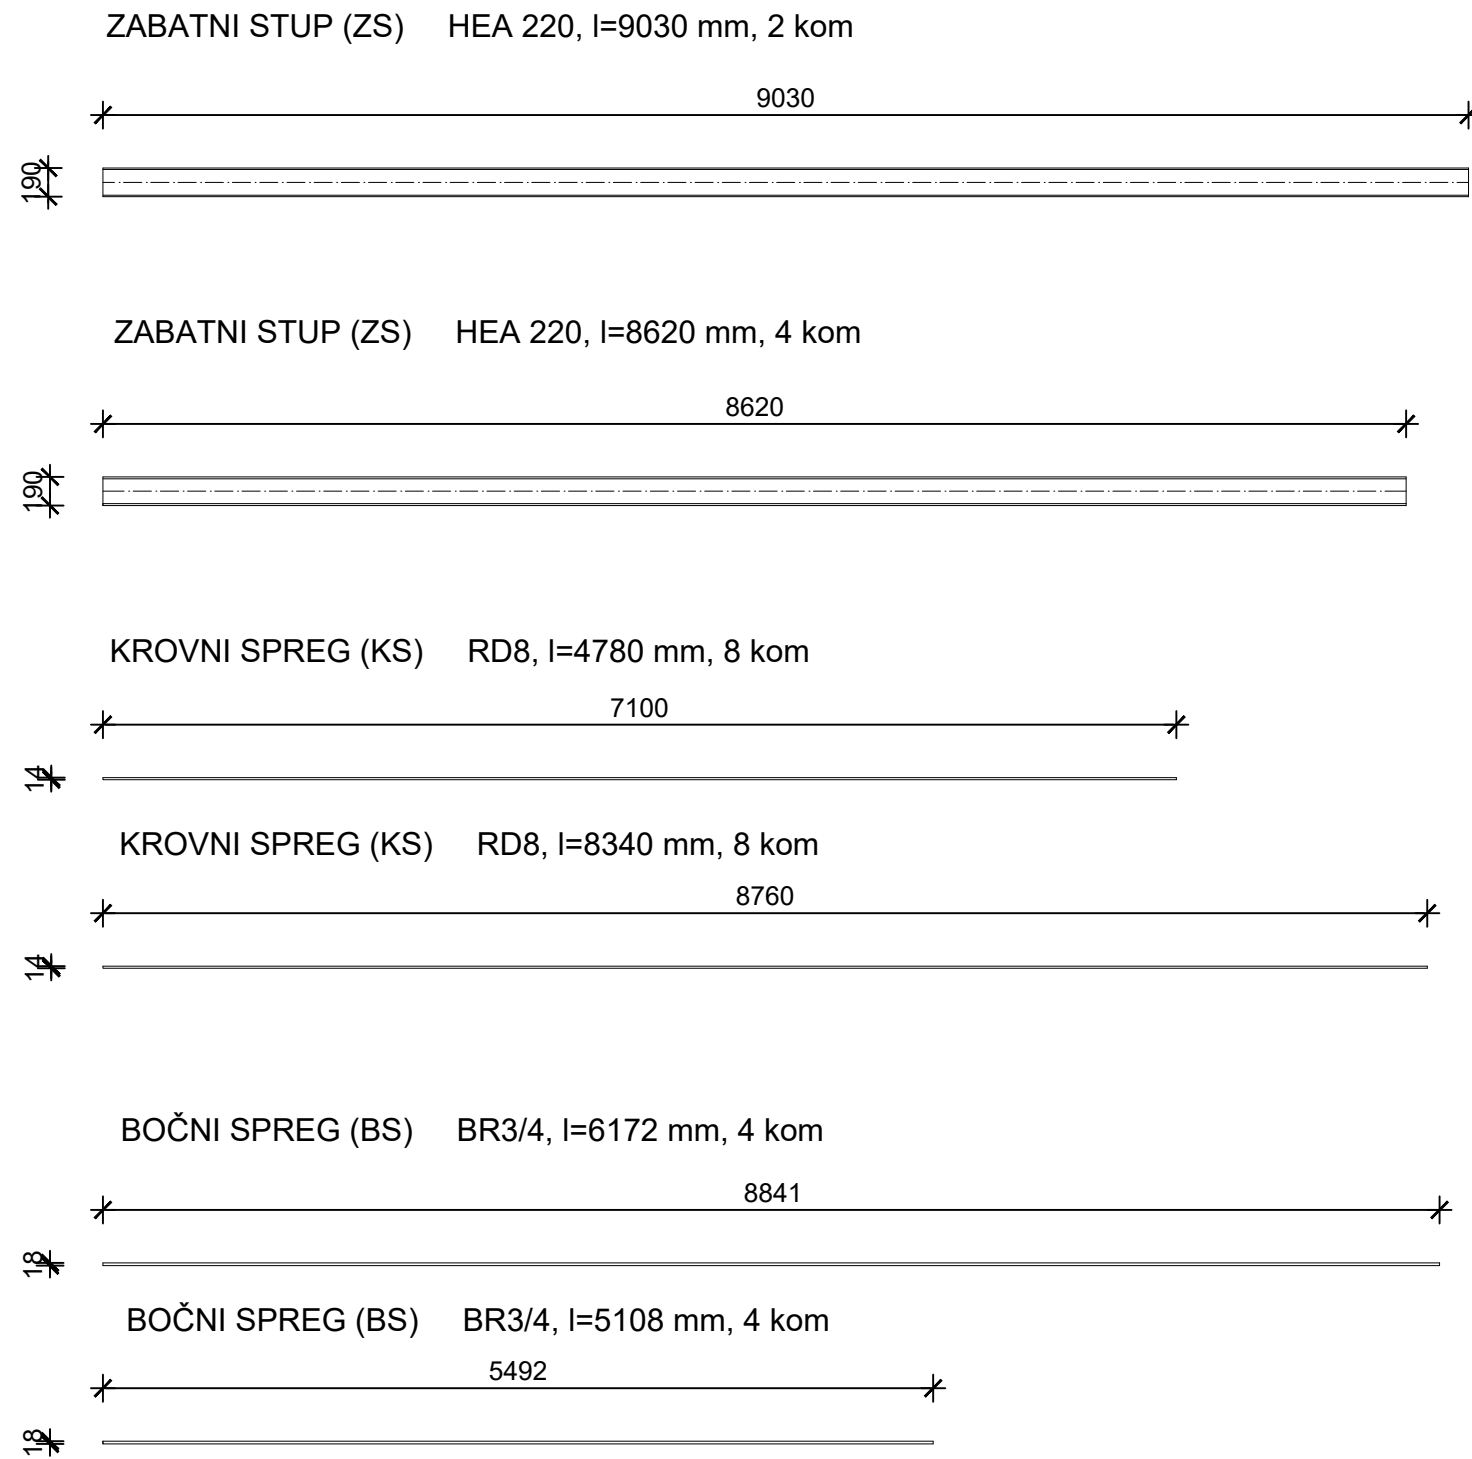 ZABATNI STUP (ZS) HEA 220, l=9030 mm, 2 kom
9030
190
ZABATNI STUP (ZS) HEA 220, l=8620 mm, 4 kom
8620
190
KROVNI SPREG (KS) RD8, l=4780 mm, 8 kom
7100
14
KROVNI SPREG (KS) RD8, l=8340 mm, 8 kom
8760
14
BOČNI SPREG (BS) BR3/4, l=6172 mm, 4 kom
8841
18
BOČNI SPREG (BS) BR3/4, l=5108 mm, 4 kom
5492
18